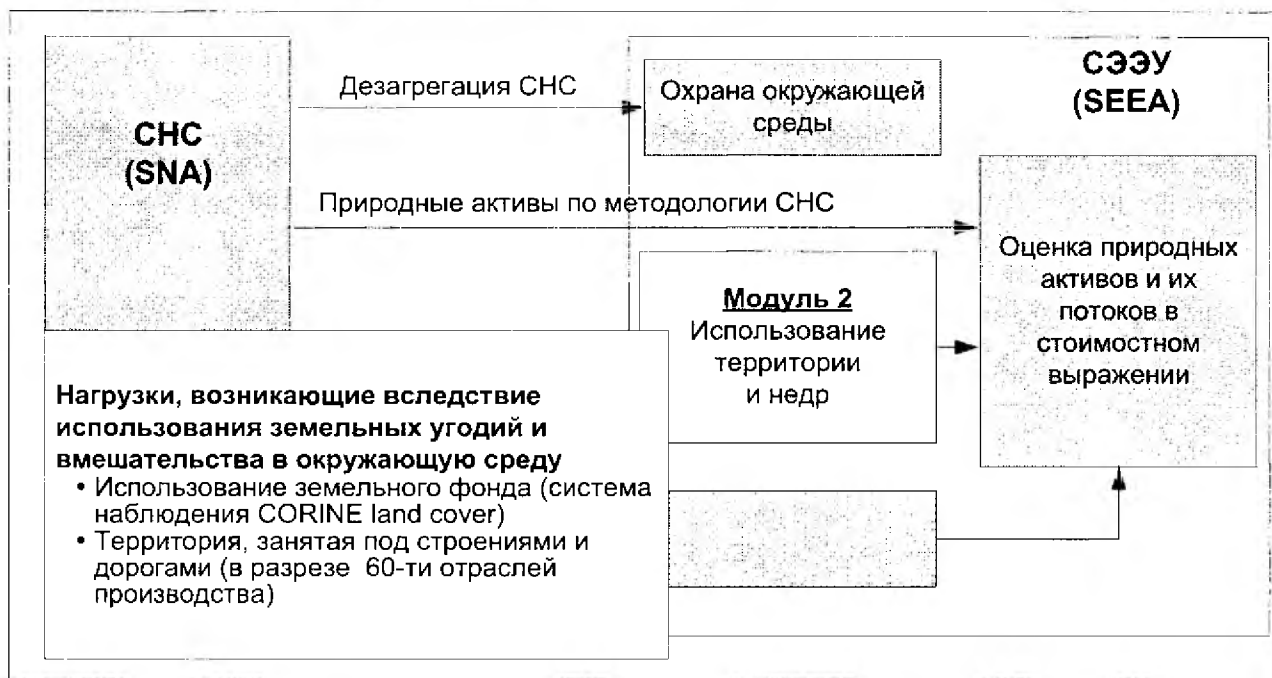 СНС
(SNA)
Дезагрегация СНС
Охрана окружающей
среды
СЭЭУ
(SEEA)
Природные активы по методологии СНС
Модуль 2
Использование
территории
и недр
Оценка природных
активов и их
потоков в
стоимостном
выражении
Нагрузки, возникающие вследствие
использования земельных угодий и
вмешательства в окружающую среду
• Использование земельного фонда (система
наблюдения CORINE land cover)
• Территория, занятая под строениями и
дорогами (в разрезе 60-ти отраслей
производства)